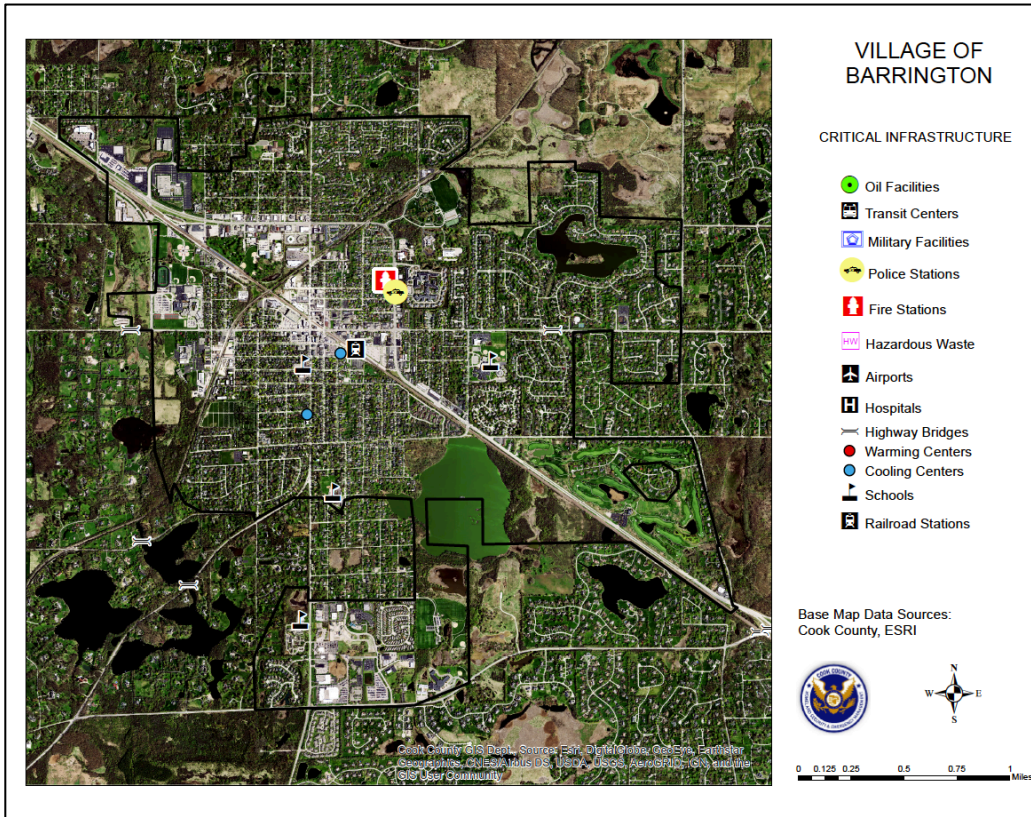 VILLAGE OF
BARRINGTON
CRITICAL INFRASTRUCTURE
Oil Facilities
Transit Centers
Military Facilities
Police Stations
Fire Stations
HW Hazardous Waste
Airports
H Hospitals
Highway Bridges
Warming Centers
Cooling Centers
Schools
Railroad Stations
Base Map Data Sources:
Cook County, ESRI
COOK COUNTY
N
W E
S
0 0.125 0.25 0.5 0.75 1
Miles
Cook County GIS Dept., Source: Esri, DigitalGlobe, GeoEye, Earthstar
Geographics, CNES/Airbus DS, USDA, USGS, AeroGRID, IGN, and the
GIS User Community